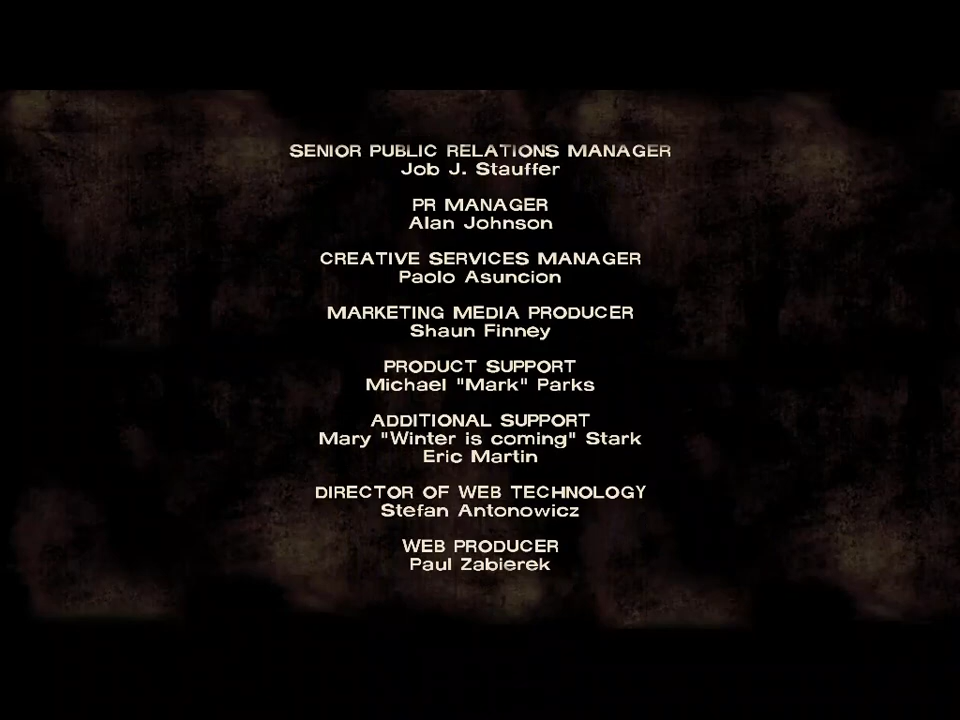 SENIOR PUBLIC RELATIONS MANAGER
Job J. Stauffer
PR MANAGER
Alan Johnson
CREATIVE SERVICES MANAGER
Paolo Asuncion
MARKETING MEDIA PRODUCER
Shaun Finney
PRODUCT SUPPORT
Michael "Mark" Parks
ADDITIONAL SUPPORT
Mary "Winter is coming" Stark
Eric Martin
DIRECTOR OF WEB TECHNOLOGY
Stefan Antonowicz
WEB PRODUCER
Paul Zabierek